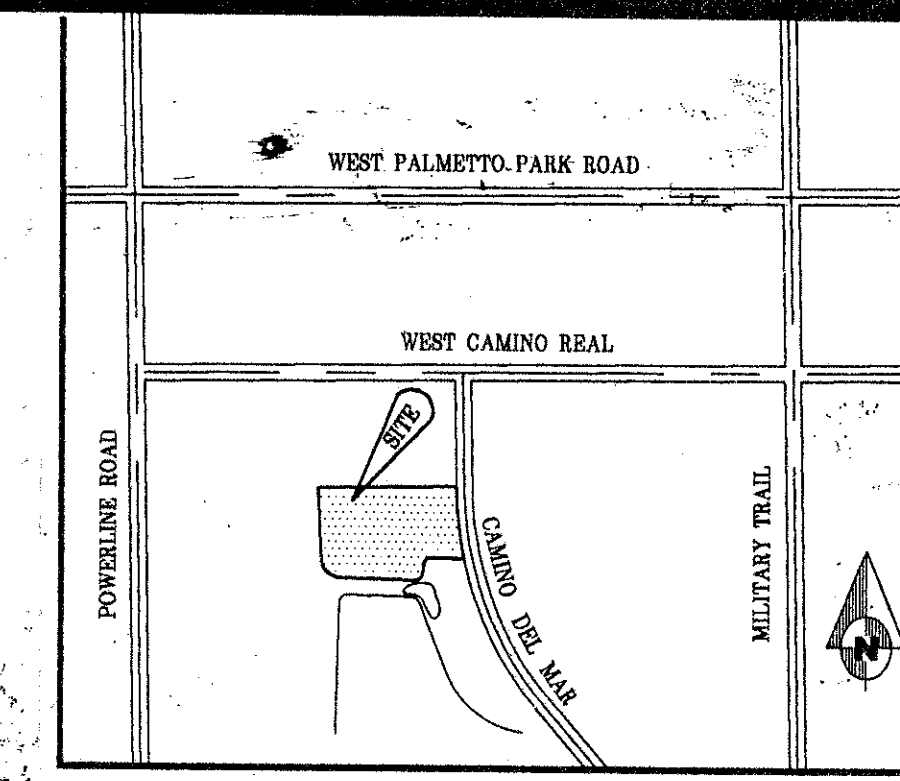 WEST PALMETTO PARK ROAD
WEST CAMINO REAL
SITE
POWERLINE ROAD
CAMINO DEL MAR
MILITARY TRAIL
N